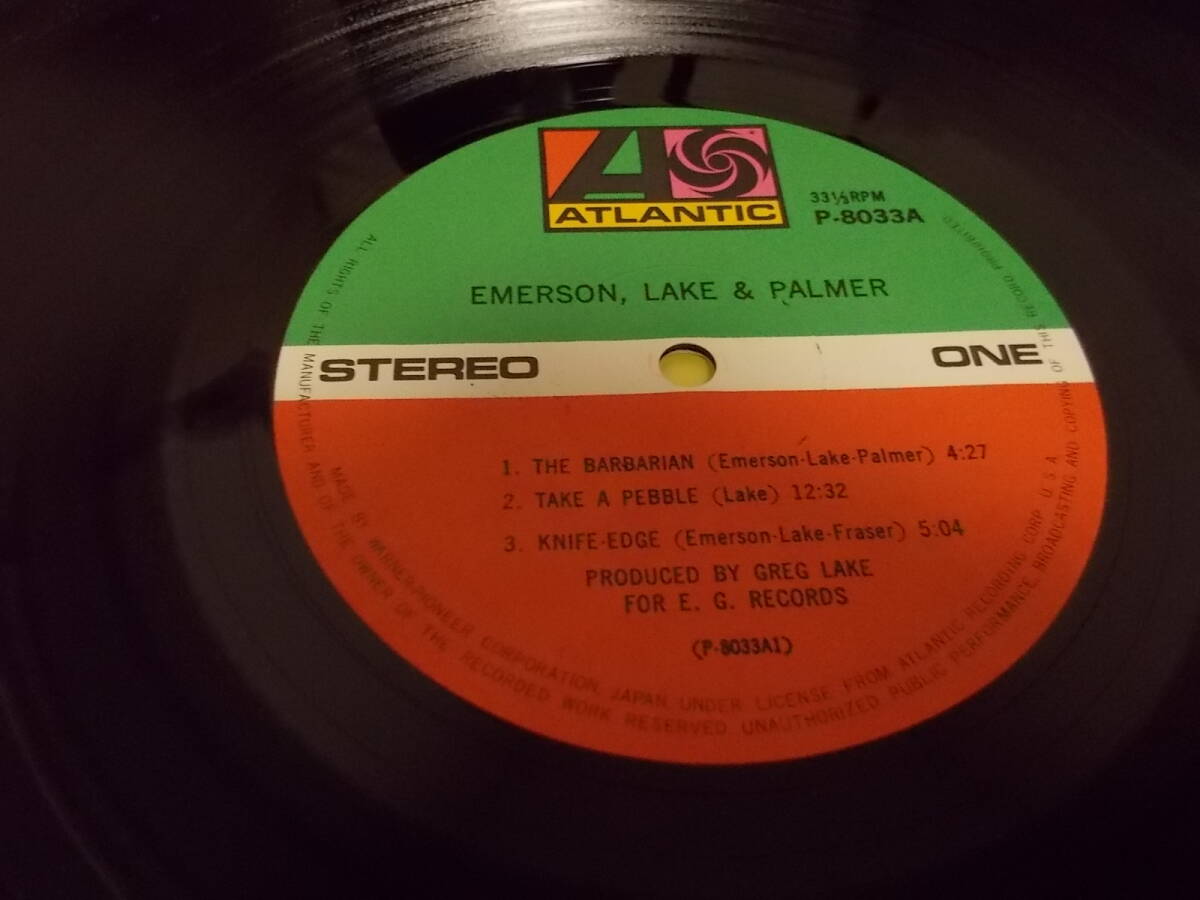 ATLANTIC
33⅓RPM
P-8033A
EMERSON, LAKE & PALMER
STEREO
ONE
1. THE BARBARIAN (Emerson-Lake-Palmer) 4:27
2. TAKE A PEBBLE (Lake) 12:32
3. KNIFE-EDGE (Emerson-Lake-Fraser) 5:04
PRODUCED BY GREG LAKE
FOR E. G. RECORDS
(P-8033A1)
MADE BY WARNER-PIONEER CORPORATION, JAPAN, UNDER LICENSE FROM ATLANTIC RECORDING CORP. U.S.A.
ALL RIGHTS OF THE MANUFACTURER AND OF THE OWNER OF THE RECORDED WORK RESERVED. UNAUTHORIZED PUBLIC PERFORMANCE, BROADCASTING AND COPYING OF THIS RECORD PROHIBITED